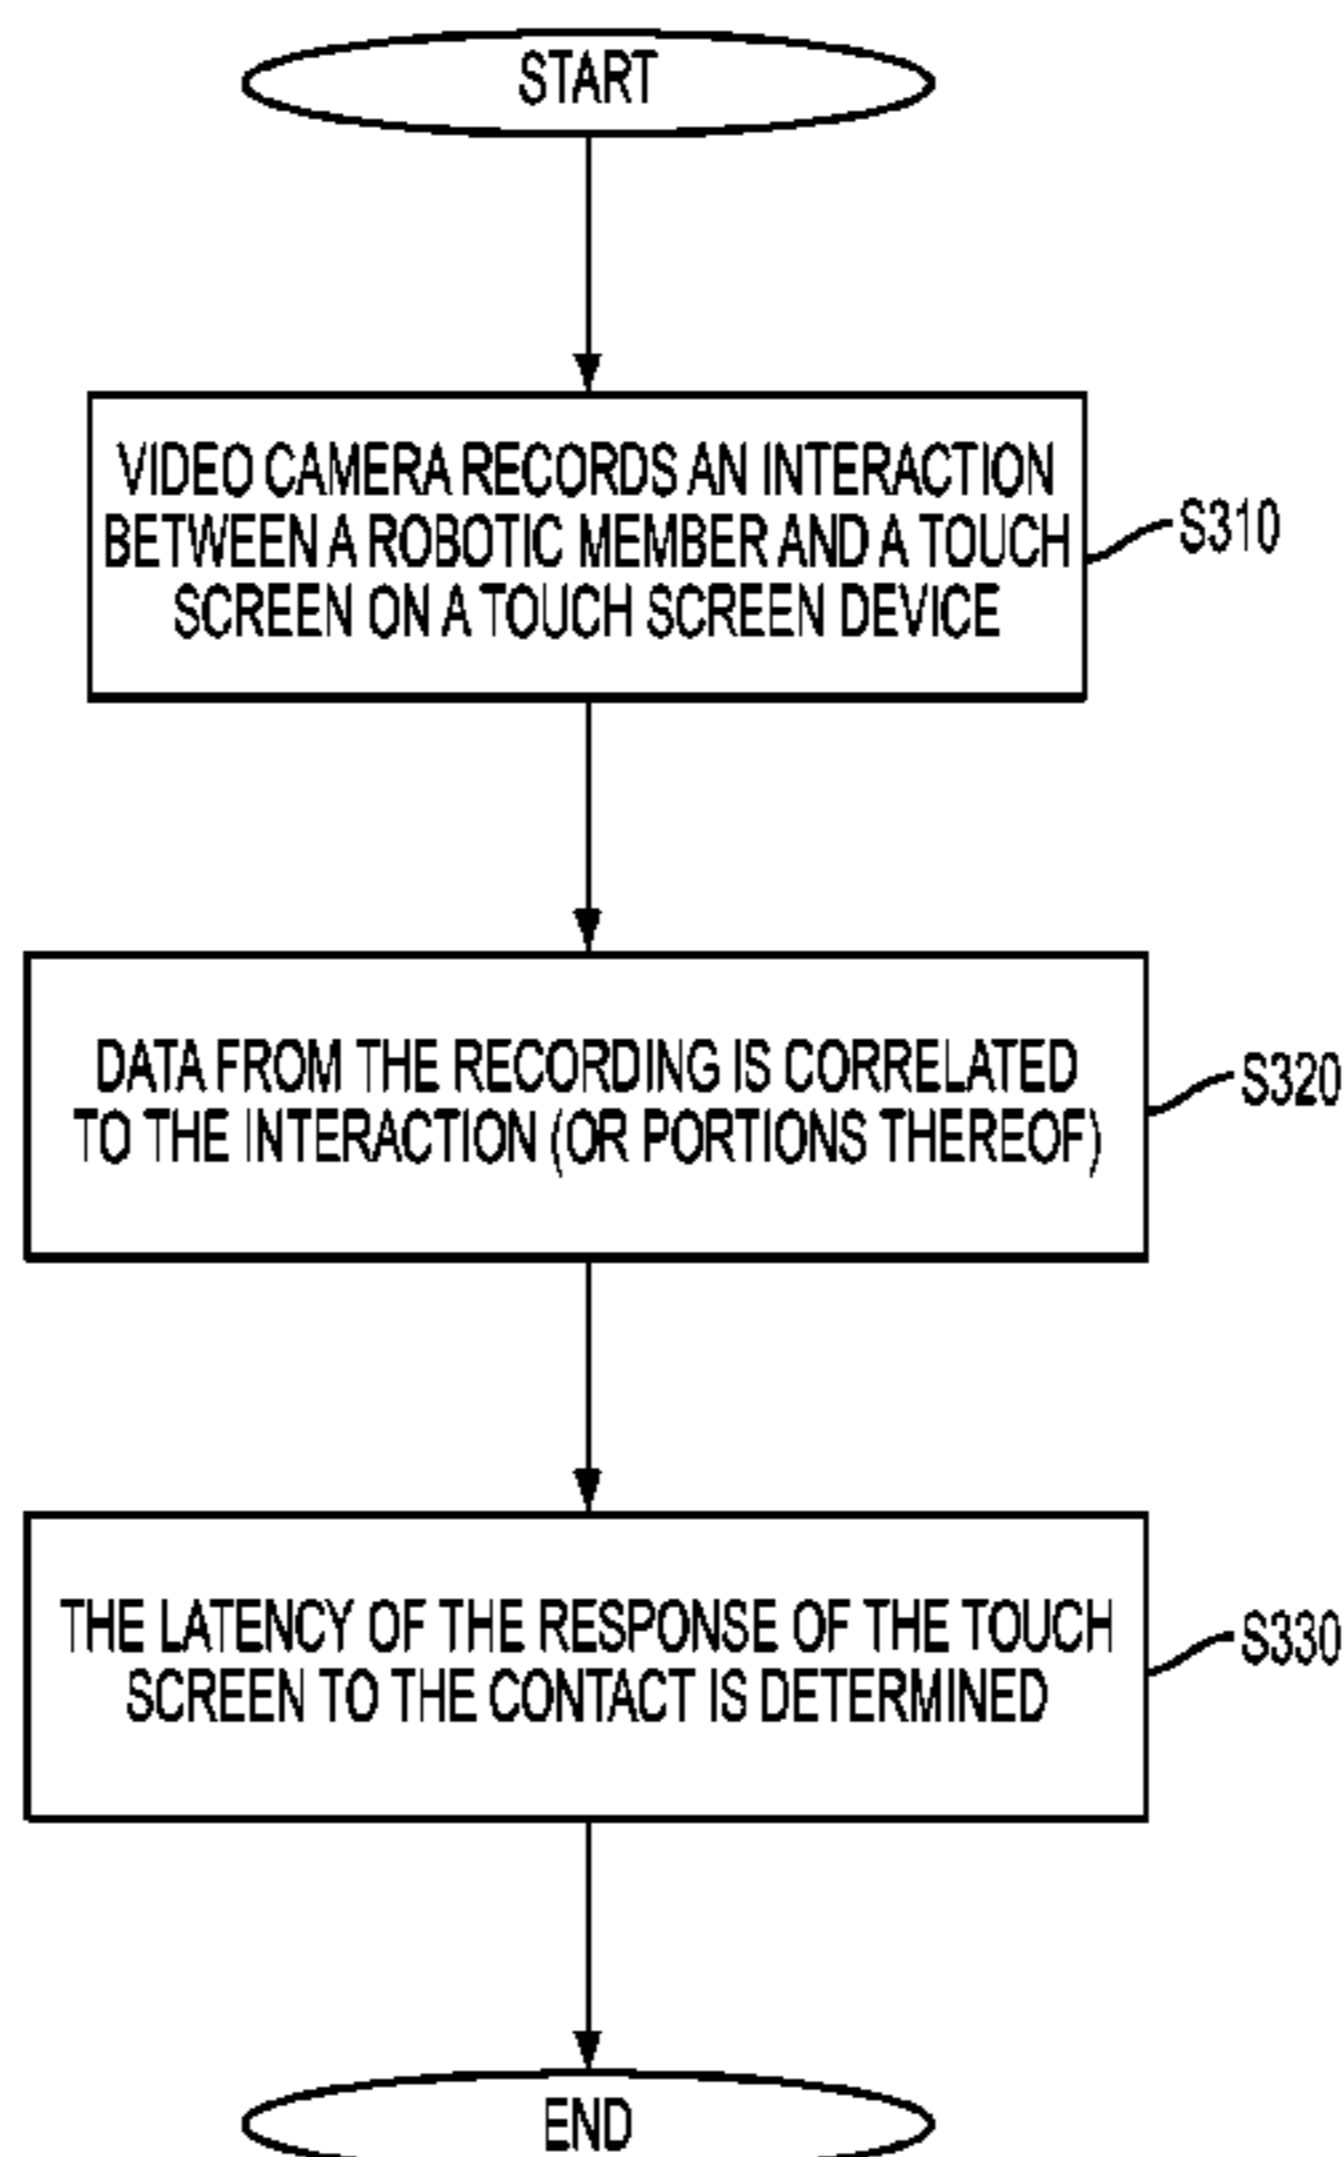 START
VIDEO CAMERA RECORDS AN INTERACTION
BETWEEN A ROBOTIC MEMBER AND A TOUCH
SCREEN ON A TOUCH SCREEN DEVICE
S310
DATA FROM THE RECORDING IS CORRELATED
TO THE INTERACTION (OR PORTIONS THEREOF)
S320
THE LATENCY OF THE RESPONSE OF THE TOUCH
SCREEN TO THE CONTACT IS DETERMINED
S330
END